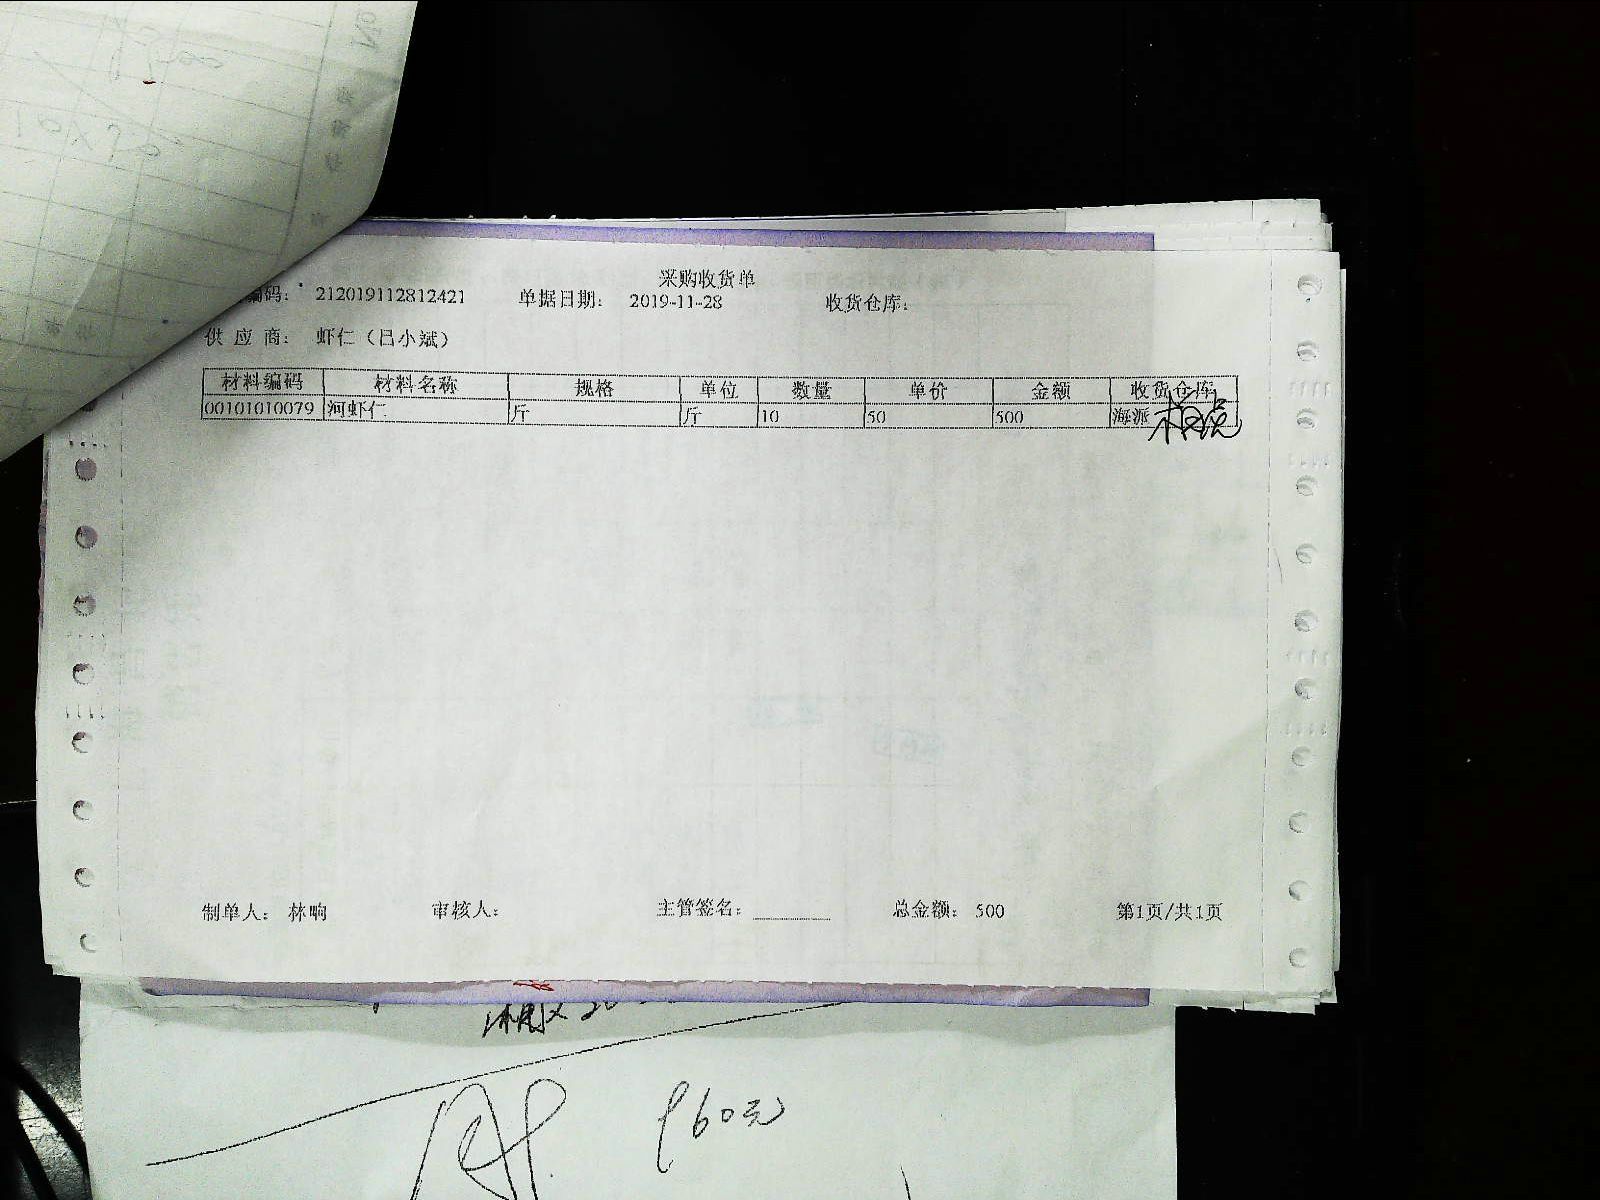 采购收货单
编码: 212019112812421 单据日期: 2019-11-28 收货仓库:
供应商: 虾仁(吕小斌)
材料编码 材料名称 规格 单位 数量 单价 金额 收货仓库
00101010079 河虾仁 斤 斤 10 50 500 海派
制单人: 林响 审核人: 主管签名: 总金额: 500 第1页/共1页
960元